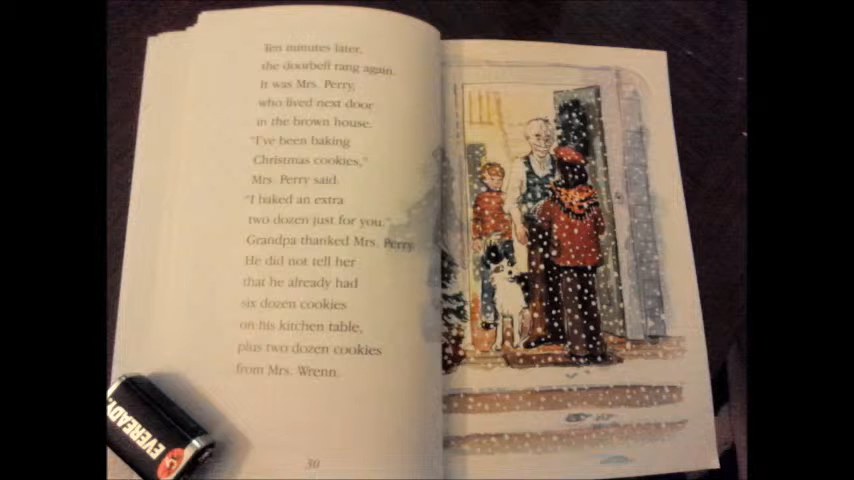 Ten minutes later,
the doorbell rang again.
It was Mrs. Perry,
who lived next door
in the brown house.
"I've been baking
Christmas cookies,"
Mrs. Perry said.
"I baked an extra
two dozen just for you."
Grandpa thanked Mrs. Perry.
He did not tell her
that he already had
six dozen cookies
on his kitchen table,
plus two dozen cookies
from Mrs. Wrenn.
30
EVEREADY